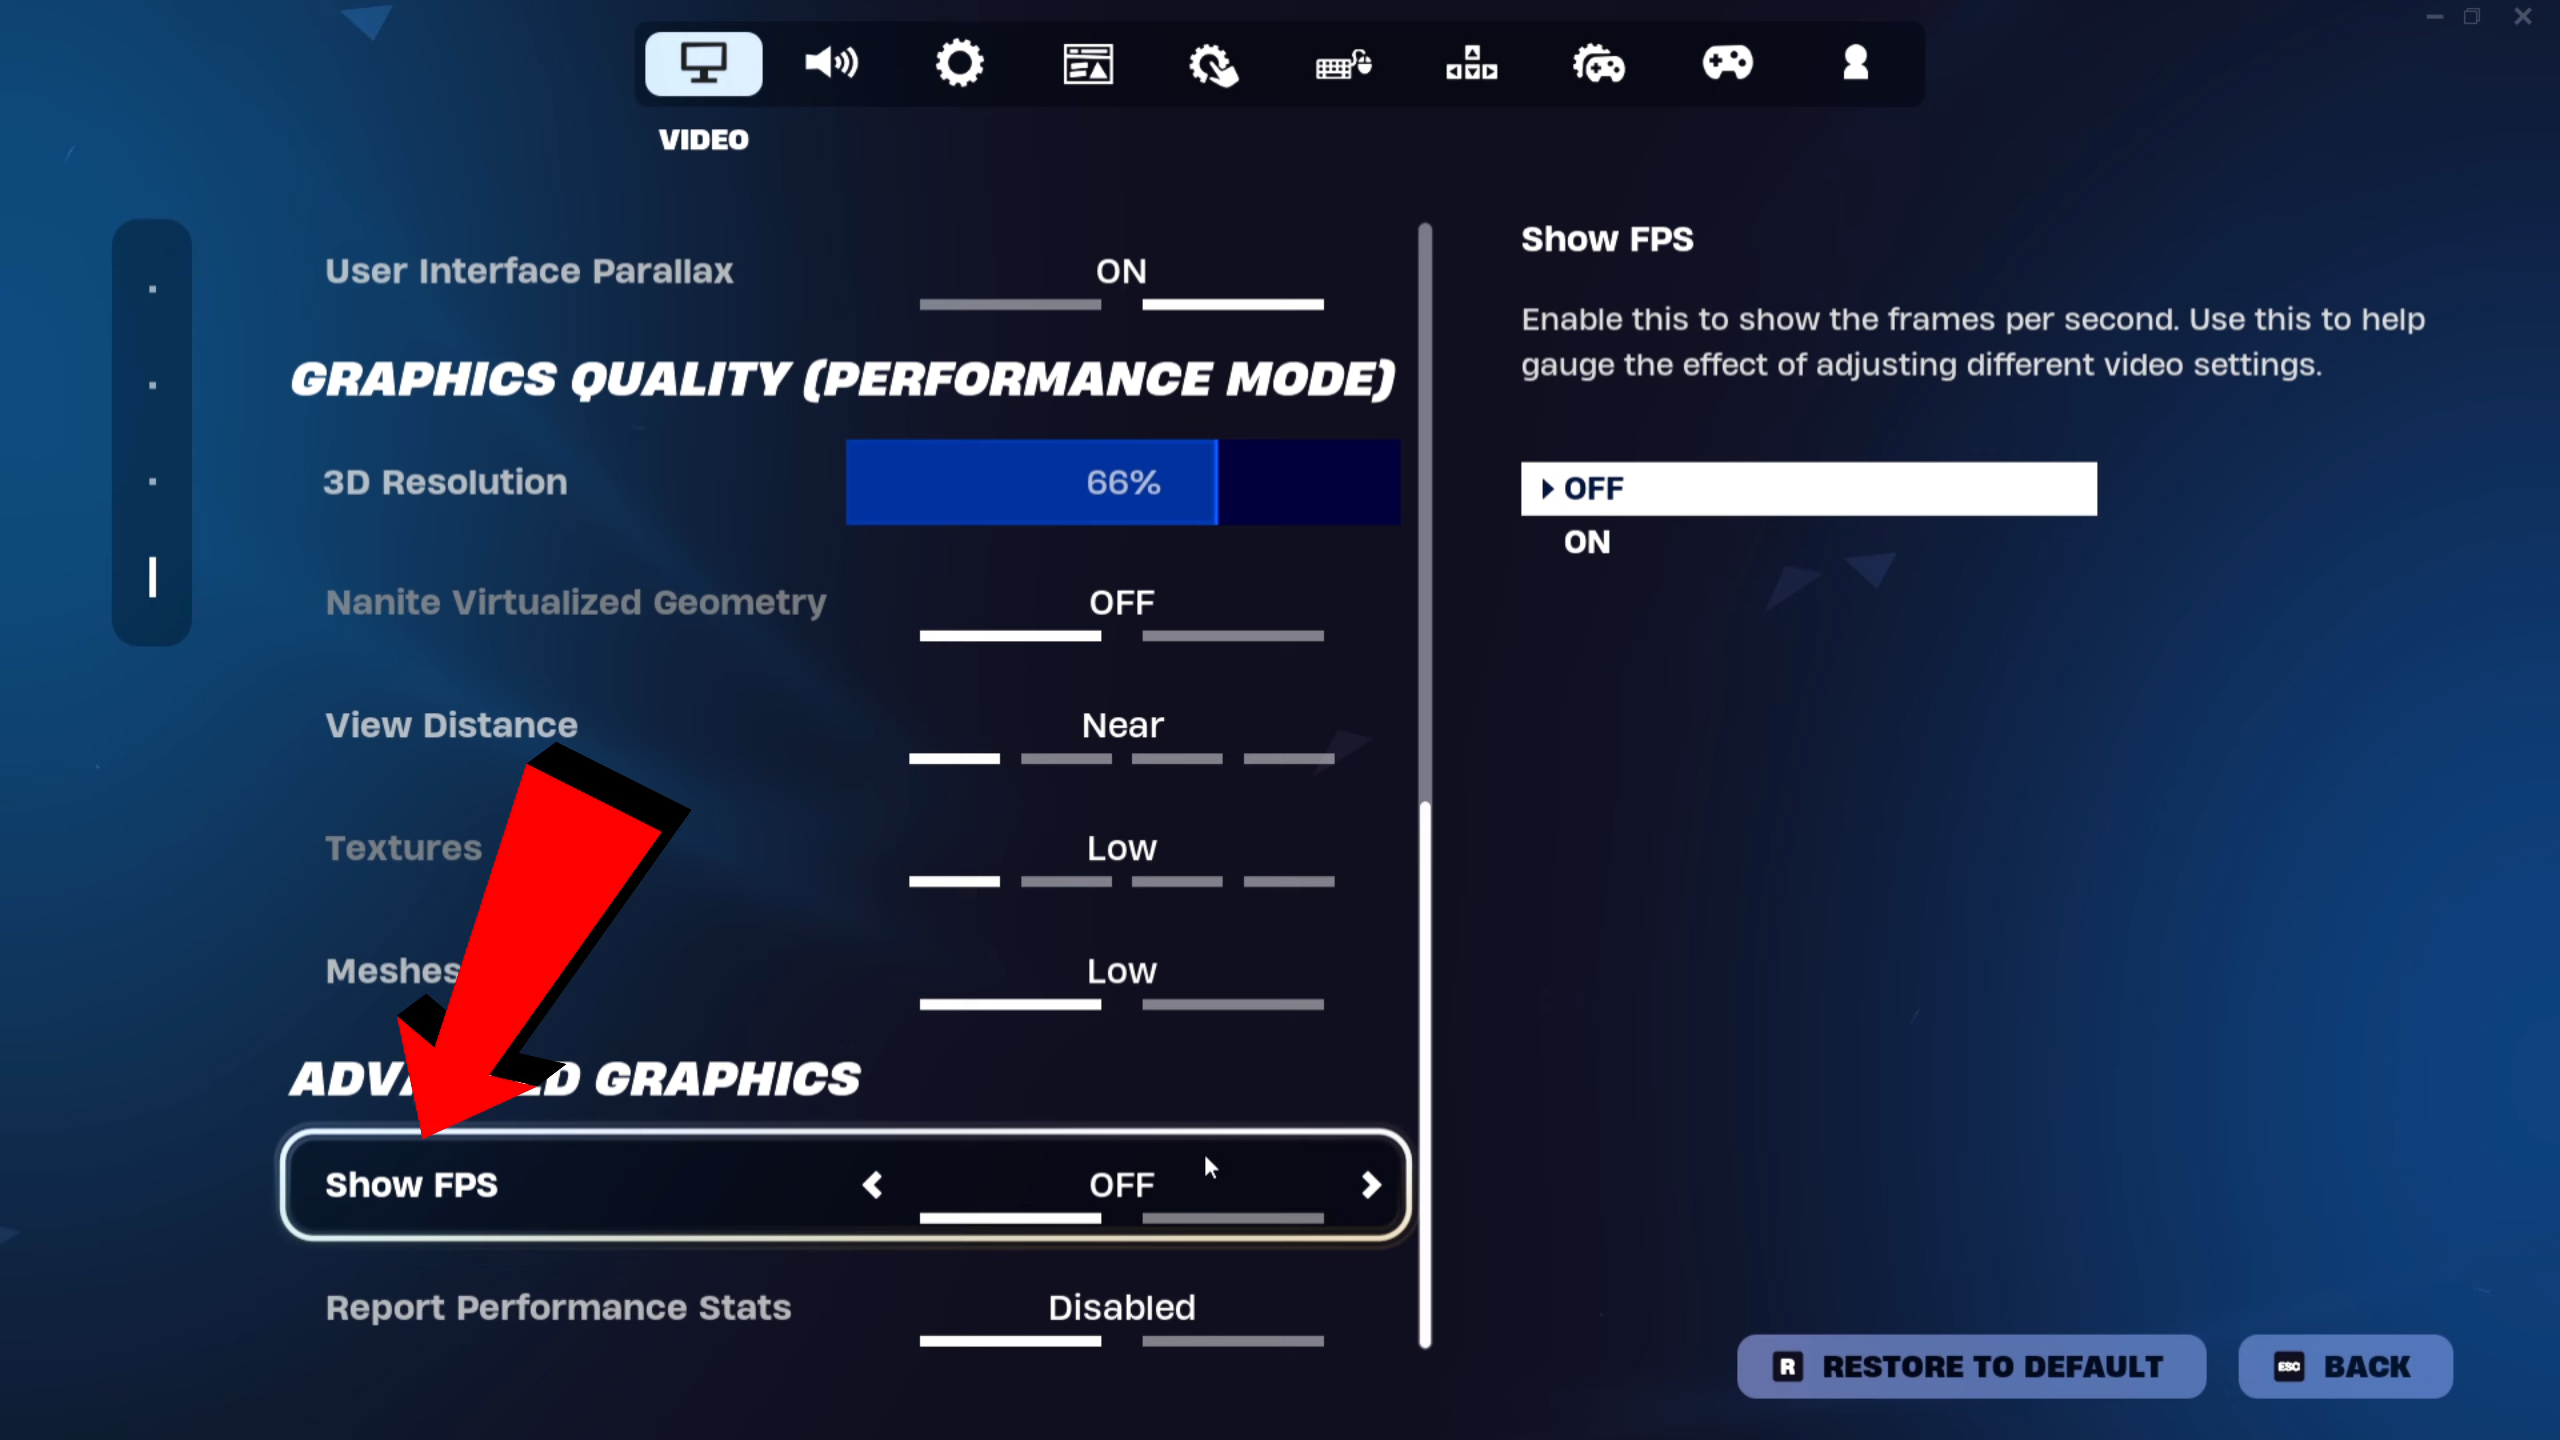 VIDEO
User Interface Parallax
ON
GRAPHICS QUALITY (PERFORMANCE MODE)
3D Resolution
66%
Nanite Virtualized Geometry
OFF
View Distance
Near
Textures
Low
Meshes
Low
GRAPHICS
Show FPS
OFF
Report Performance Stats
Disabled
Show FPS
Enable this to show the frames per second. Use this to help
gauge the effect of adjusting different video settings.
OFF
ON
R RESTORE TO DEFAULT
ESC BACK